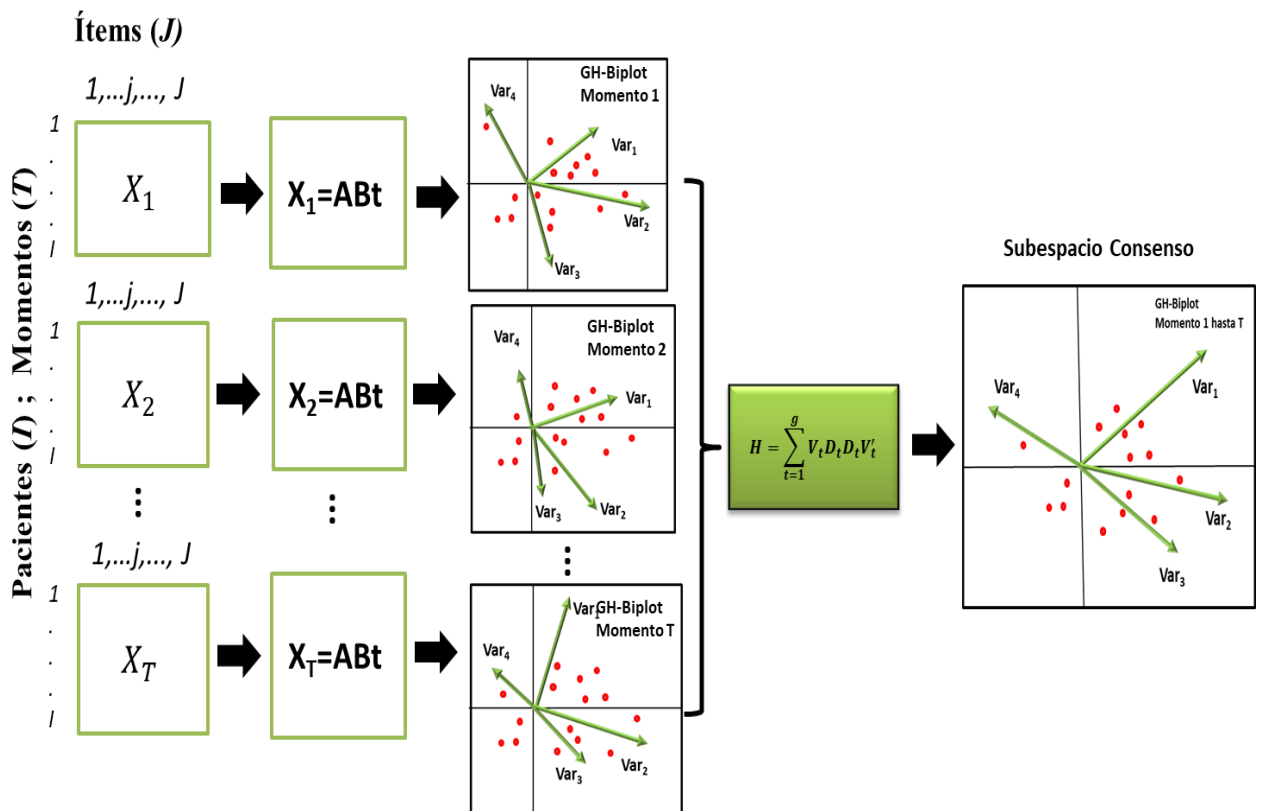 Ítems (J)
Pacientes (I) ; Momentos (T)
1,...j,..., J
1
.
.
.
I
X₁
X₁=ABt
GH-Biplot
Momento 1
Var₄
Var₁
Var₂
Var₃
1,...j,..., J
1
.
.
.
I
X₂
X₂=ABt
GH-Biplot
Momento 2
Var₄
Var₁
Var₃
Var₂
1,...j,..., J
1
.
.
.
I
X_T
X_T=ABt
Var₁
GH-Biplot
Momento T
Var₄
Var₃
Var₂
H = ∑_{t=1}^{g} V_t D_t D_t V'_t
Subespacio Consenso
GH-Biplot
Momento 1 hasta T
Var₄
Var₁
Var₂
Var₃